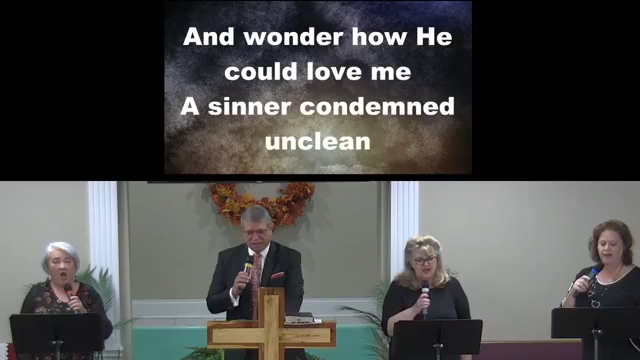 And wonder how He
could love me
A sinner condemned
unclean